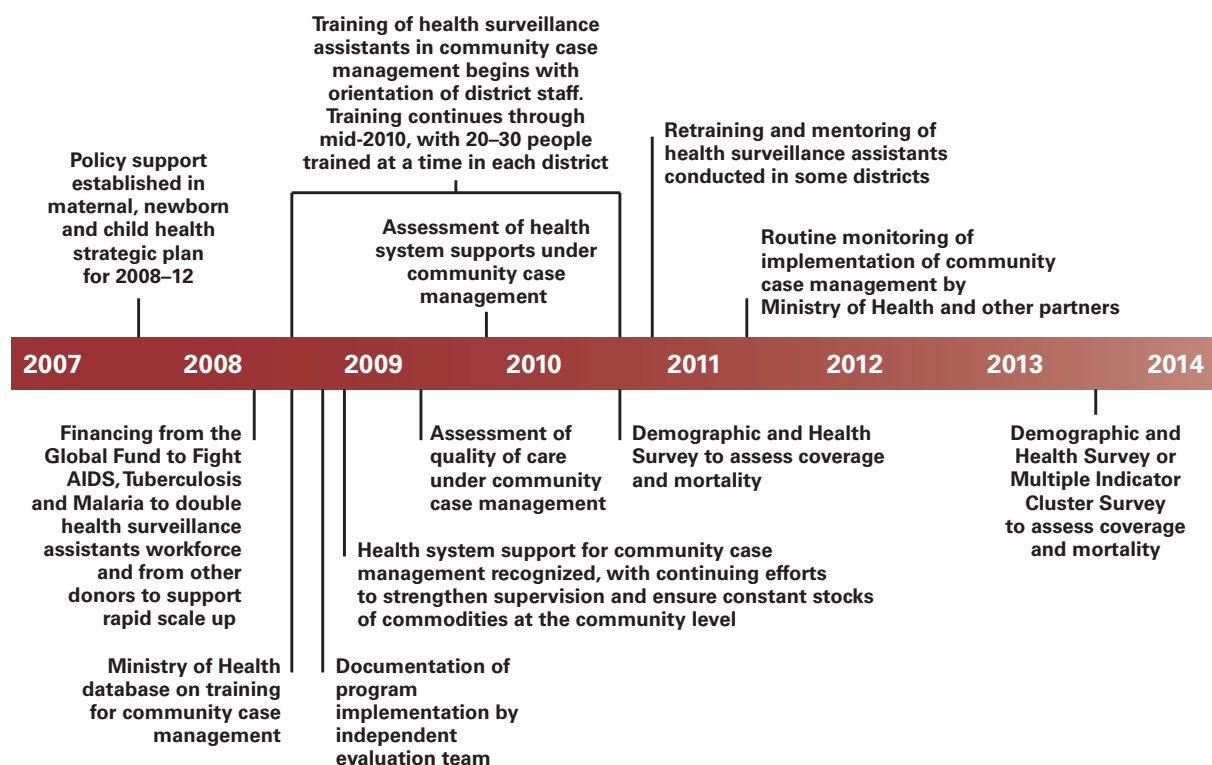 Training of health surveillance
assistants in community case
management begins with
orientation of district staff.
Training continues through
mid-2010, with 20–30 people
trained at a time in each district
Policy support
established in
maternal, newborn
and child health
strategic plan
for 2008–12
Assessment of health
system supports under
community case
management
Retraining and mentoring of
health surveillance assistants
conducted in some districts
Routine monitoring of
implementation of community
case management by
Ministry of Health and other partners
2007 2008 2009 2010 2011 2012 2013 2014
Financing from the
Global Fund to Fight
AIDS, Tuberculosis
and Malaria to double
health surveillance
assistants workforce
and from other
donors to support
rapid scale up
Assessment of
quality of care
under community
case management
Demographic and Health
Survey to assess coverage
and mortality
Demographic and
Health Survey or
Multiple Indicator
Cluster Survey
to assess coverage
and mortality
Health system support for community case
management recognized, with continuing efforts
to strengthen supervision and ensure constant stocks
of commodities at the community level
Ministry of Health
database on training
for community case
management
Documentation of
program
implementation by
independent
evaluation team